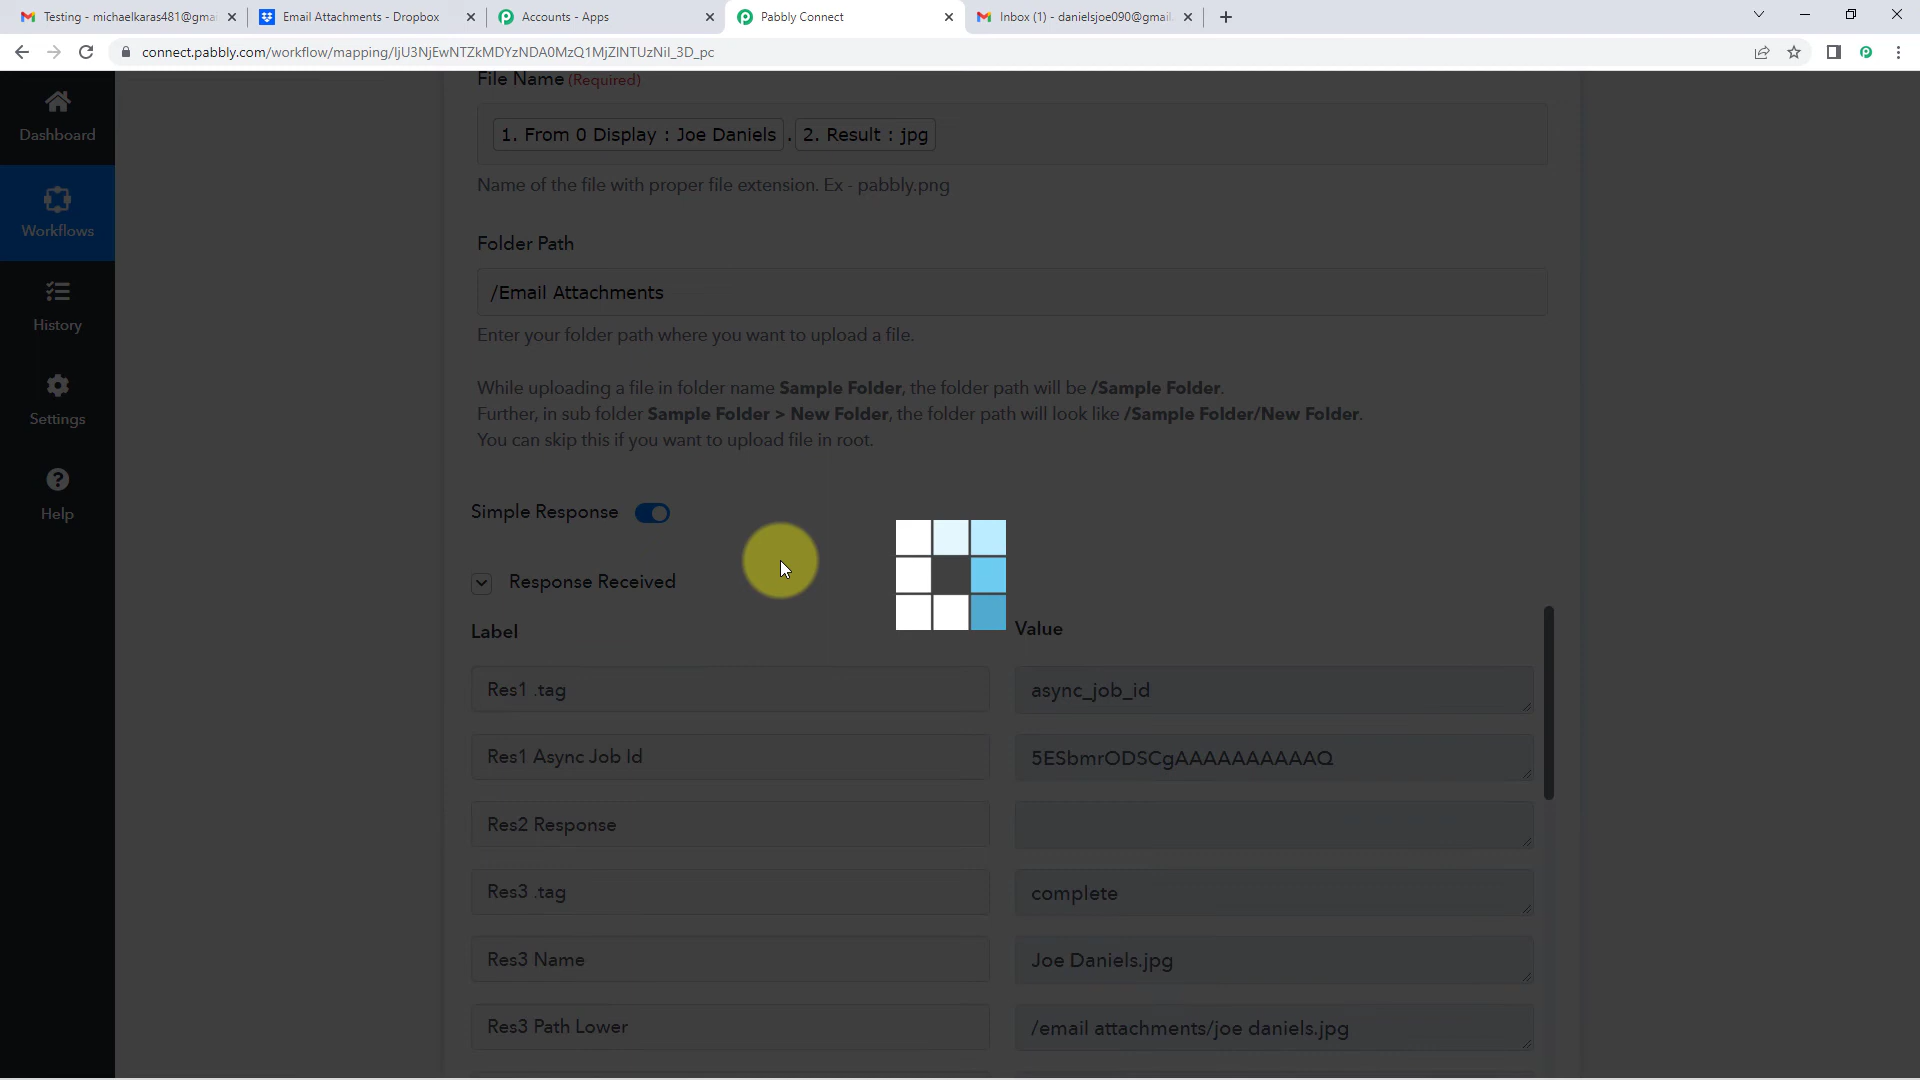 Testing - michaelkaras481@gmai
Email Attachments - Dropbox
Accounts - Apps
Pabbly Connect
Inbox (1) - danielsjoe090@gmail.
connect.pabbly.com/workflow/mapping/IjU3NjEwNTZkMDYzNDA0MzQ1MjZlNTUzNiI_3D_pc
Dashboard
Workflows
History
Settings
Help
File Name (Required)
1. From 0 Display : Joe Daniels . 2. Result : jpg
Name of the file with proper file extension. Ex - pabbly.png
Folder Path
/Email Attachments
Enter your folder path where you want to upload a file.
While uploading a file in folder name Sample Folder, the folder path will be /Sample Folder.
Further, in sub folder Sample Folder > New Folder, the folder path will look like /Sample Folder/New Folder.
You can skip this if you want to upload file in root.
Simple Response
Response Received
Label Value
Res1 .tag async_job_id
Res1 Async Job Id 5ESbmrODSCgAAAAAAAAAAQ
Res2 Response
Res3 .tag complete
Res3 Name Joe Daniels.jpg
Res3 Path Lower /email attachments/joe daniels.jpg